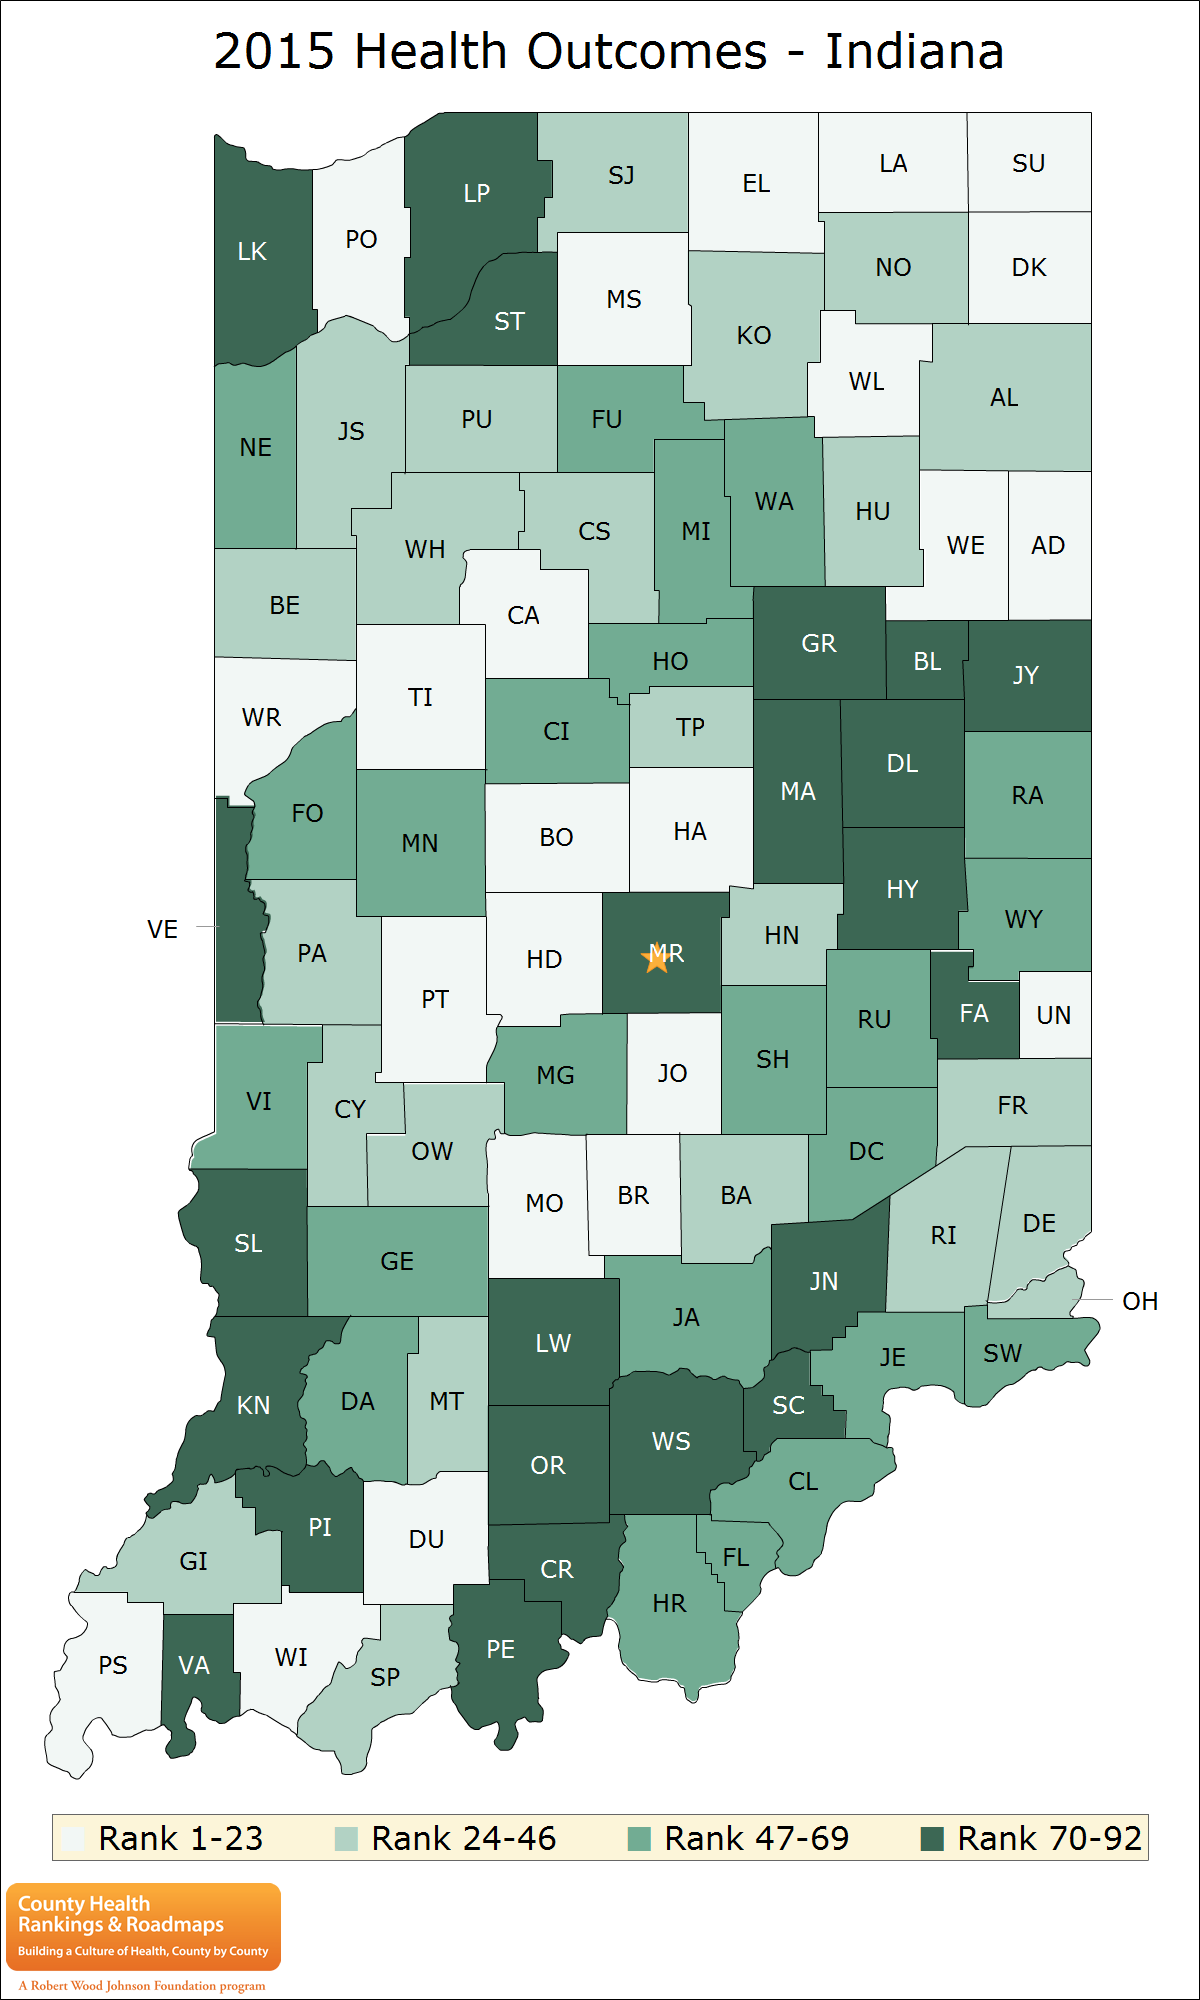 2015 Health Outcomes - Indiana
LA
SU
SJ
EL
LP
PO
LK
NO
DK
MS
ST
KO
WL
AL
PU
FU
JS
NE
WA
HU
CS
MI
WH
WE
AD
BE
CA
GR
HO
BL
JY
TI
WR
TP
CI
DL
MA
RA
FO
HA
BO
MN
HY
WY
VE
HN
PA
HD
MR
PT
FA
UN
RU
SH
JO
MG
VI
CY
FR
OW
DC
MO
BR
BA
DE
RI
SL
GE
JN
OH
JA
LW
JE
SW
KN
DA
MT
SC
WS
OR
CL
PI
DU
GI
FL
CR
HR
PE
WI
PS
VA
SP
Rank 1-23 Rank 24-46 Rank 47-69 Rank 70-92
County Health
Rankings & Roadmaps
Building a Culture of Health, County by County
A Robert Wood Johnson Foundation program